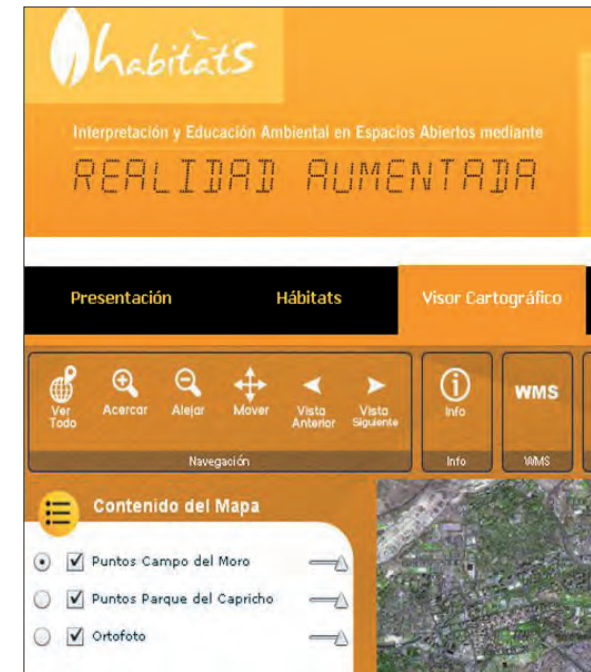 habitats
Interpretación y Educación Ambiental en Espacios Abiertos mediante
REALIDAD AUMENTADA
Presentación Hábitats Visor Cartográfico
Ver Todo Acercar Alejar Mover Vista Anterior Vista Siguiente Info WMS
Navegación Info WMS
Contenido del Mapa
Puntos Campo del Moro
Puntos Parque del Capricho
Ortofoto